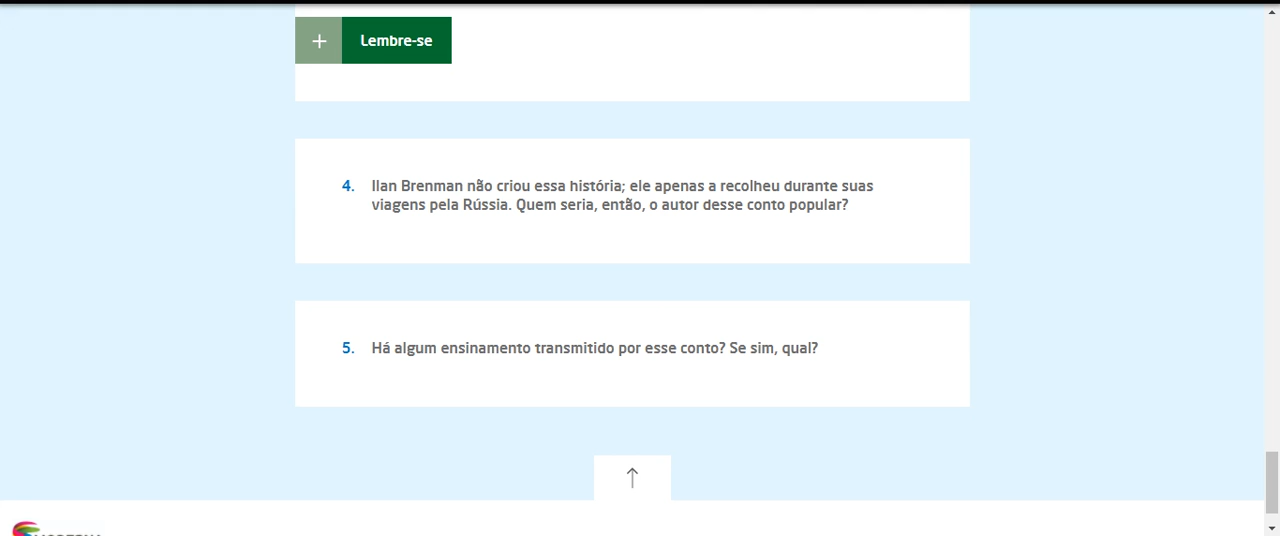 + Lembre-se
4. Ilan Brenman não criou essa história; ele apenas a recolheu durante suas
viagens pela Rússia. Quem seria, então, o autor desse conto popular?
5. Há algum ensinamento transmitido por esse conto? Se sim, qual?